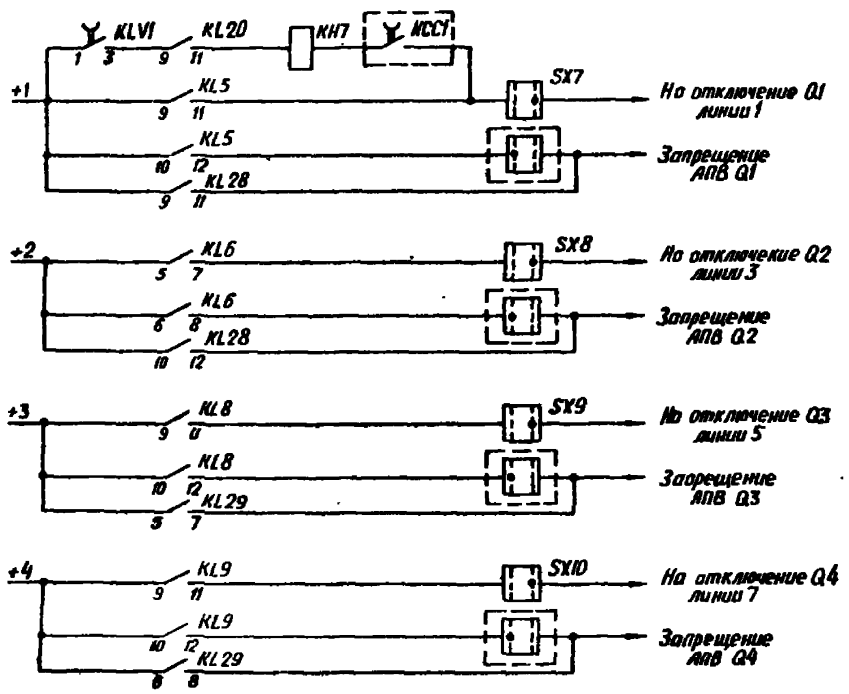 KLV1 KL20 KH7 KCC1
1 3 9 11
+1 KL5 SX7 На отключение Q1
9 11 линии 1
KL5 Запрещение
10 12 АПВ Q1
KL28
9 11
+2 KL6 SX8 На отключение Q2
5 7 линии 3
KL6 Запрещение
6 8 АПВ Q2
KL28
10 12
+3 KL8 SX9 На отключение Q3
9 11 линии 5
KL8 Запрещение
10 12 АПВ Q3
KL29
5 7
+4 KL9 SX10 На отключение Q4
9 11 линии 7
KL9 Запрещение
10 12 АПВ Q4
KL29
6 8